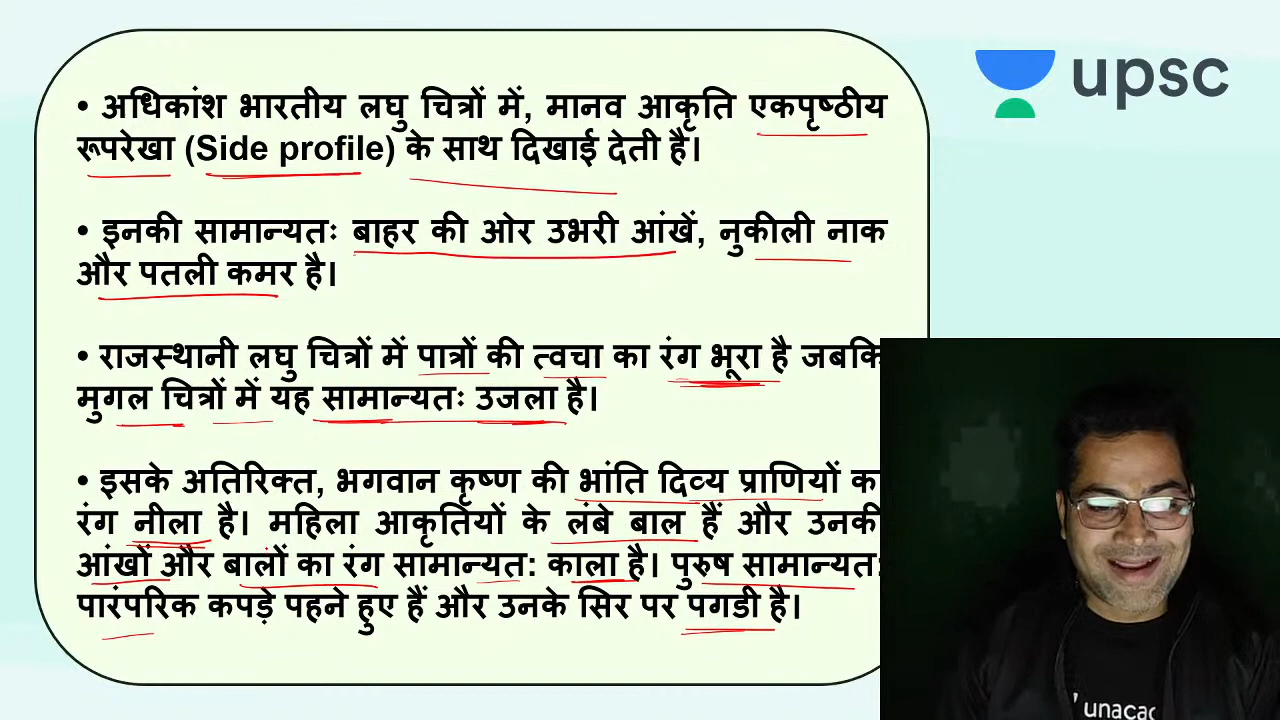 • अधिकांश भारतीय लघु चित्रों में, मानव आकृति एकपृष्ठीय
रूपरेखा (Side profile) के साथ दिखाई देती है।
• इनकी सामान्यतः बाहर की ओर उभरी आंखें, नुकीली नाक
और पतली कमर है।
• राजस्थानी लघु चित्रों में पात्रों की त्वचा का रंग भूरा है जबकि
मुगल चित्रों में यह सामान्यतः उजला है।
• इसके अतिरिक्त, भगवान कृष्ण की भांति दिव्य प्राणियों क
रंग नीला है। महिला आकृतियों के लंबे बाल हैं और उनकी
आंखों और बालों का रंग सामान्यत: काला है। पुरुष सामान्यत:
पारंपरिक कपड़े पहने हुए हैं और उनके सिर पर पगडी है।
upsc
unacac